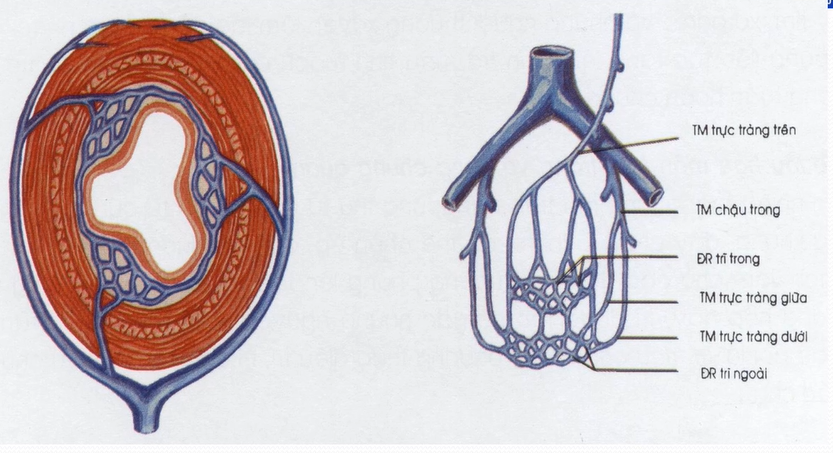 TM trực tràng trên
TM chậu trong
ĐR trĩ trong
TM trực tràng giữa
TM trực tràng dưới
ĐR trĩ ngoài